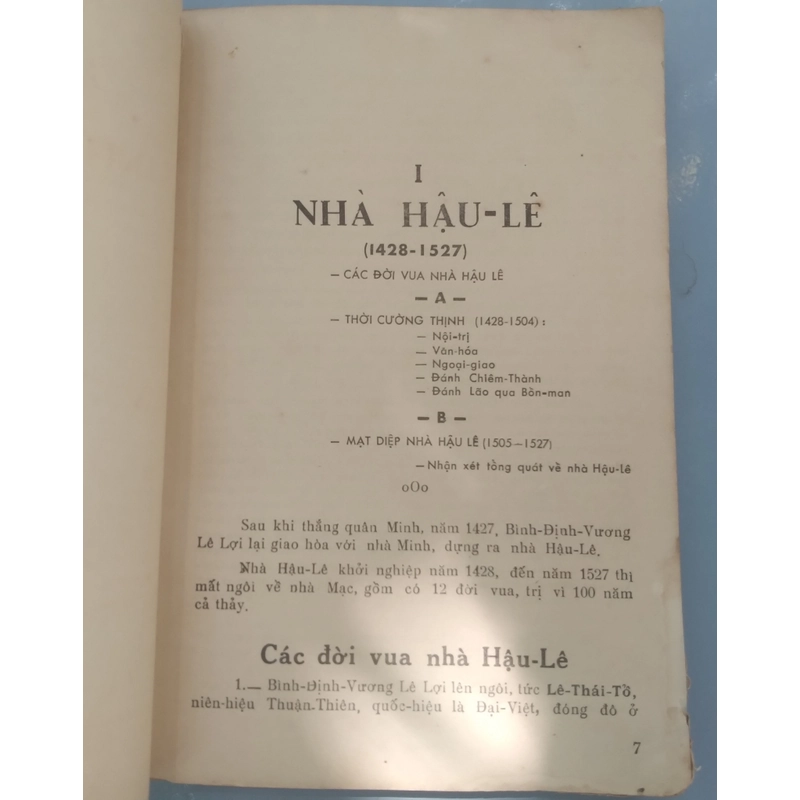 I
NHÀ HẬU-LÊ
(1428-1527)
— CÁC ĐỜI VUA NHÀ HẬU LÊ
— A —
— THỜI CƯỜNG THỊNH (1428-1504) :
— Nội-trị
— Văn-hóa
— Ngoại-giao
— Đánh Chiêm-Thành
— Đánh Lão qua Bồn-man
— B —
— MẠT DIỆP NHÀ HẬU LÊ (1505—1527)
—Nhận xét tổng quát về nhà Hậu-Lê
oOo
Sau khi thắng quân Minh, năm 1427, Bình-Định-Vương
Lê Lợi lại giao hòa với nhà Minh, dựng ra nhà Hậu-Lê.
Nhà Hậu-Lê khởi nghiệp năm 1428, đến năm 1527 thì
mất ngôi về nhà Mạc, gồm có 12 đời vua, trị vì 100 năm
cả thảy.
Các đời vua nhà Hậu-Lê
1.— Bình-Định-Vương Lê Lợi lên ngôi, tức Lê-Thái-Tổ,
niên-hiệu Thuận-Thiên, quốc-hiệu là Đại-Việt, đóng đô ở
7